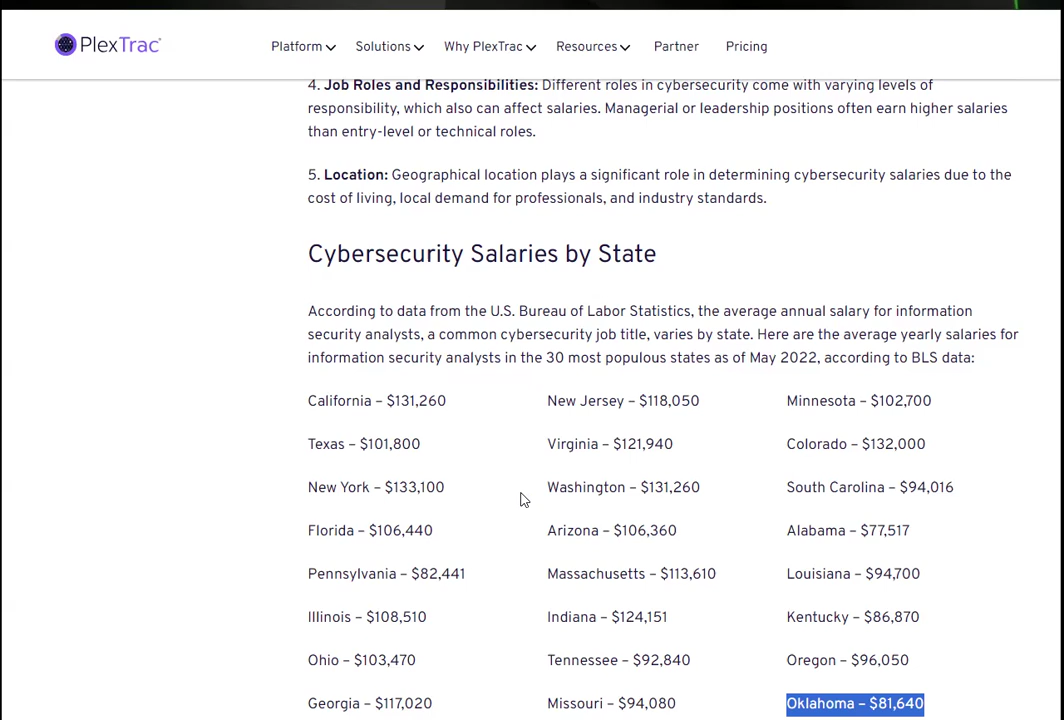 PlexTrac
Platform Solutions Why PlexTrac Resources Partner Pricing
4. Job Roles and Responsibilities: Different roles in cybersecurity come with varying levels of
responsibility, which also can affect salaries. Managerial or leadership positions often earn higher salaries
than entry-level or technical roles.
5. Location: Geographical location plays a significant role in determining cybersecurity salaries due to the
cost of living, local demand for professionals, and industry standards.
Cybersecurity Salaries by State
According to data from the U.S. Bureau of Labor Statistics, the average annual salary for information
security analysts, a common cybersecurity job title, varies by state. Here are the average yearly salaries for
information security analysts in the 30 most populous states as of May 2022, according to BLS data:
California – $131,260
Texas – $101,800
New York – $133,100
Florida – $106,440
Pennsylvania – $82,441
Illinois – $108,510
Ohio – $103,470
Georgia – $117,020
New Jersey – $118,050
Virginia – $121,940
Washington – $131,260
Arizona – $106,360
Massachusetts – $113,610
Indiana – $124,151
Tennessee – $92,840
Missouri – $94,080
Minnesota – $102,700
Colorado – $132,000
South Carolina – $94,016
Alabama – $77,517
Louisiana – $94,700
Kentucky – $86,870
Oregon – $96,050
Oklahoma – $81,640